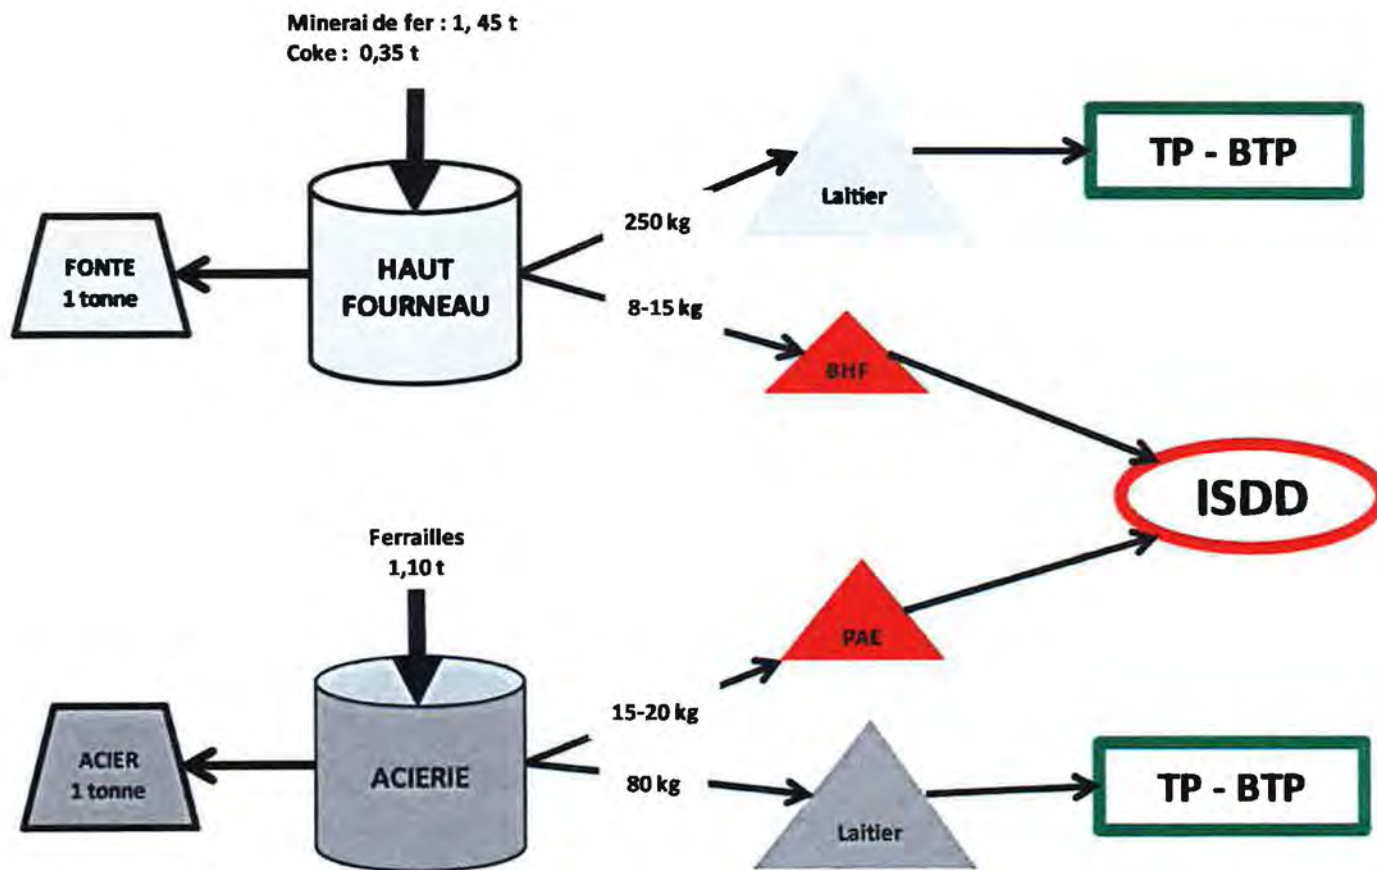 Minerai de fer : 1, 45 t
Coke : 0,35 t
FONTE
1 tonne
HAUT
FOURNEAU
250 kg
Laitier
TP - BTP
8-15 kg
BHF
ISDD
Ferrailles
1,10 t
ACIER
1 tonne
ACIERIE
15-20 kg
PAE
80 kg
Laitier
TP - BTP